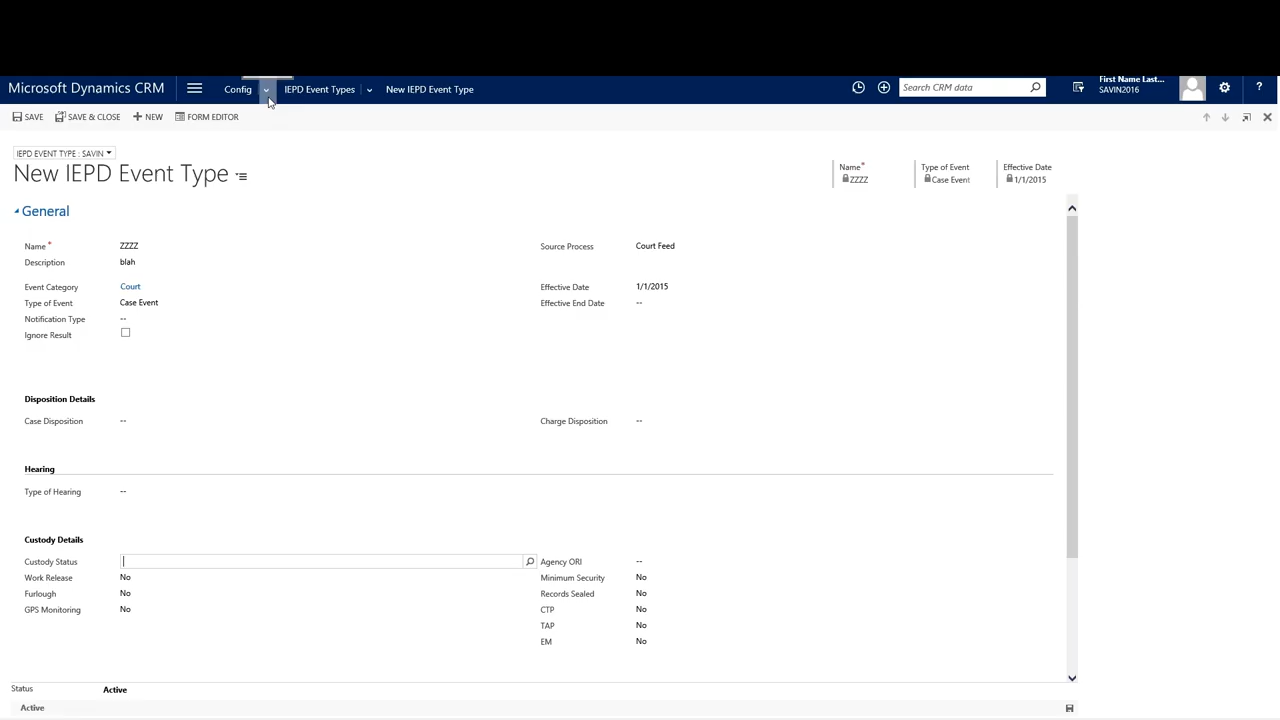 Microsoft Dynamics CRM Config IEPD Event Types New IEPD Event Type Search CRM data First Name Last... ?
SAVIN2016
SAVE SAVE & CLOSE + NEW FORM EDITOR
IEPD EVENT TYPE : SAVIN
New IEPD Event Type
Name* Type of Event Effective Date
ZZZZ Case Event 1/1/2015
General
Name* ZZZZ Source Process Court Feed
Description blah
Event Category Court Effective Date 1/1/2015
Type of Event Case Event Effective End Date --
Notification Type --
Ignore Result
Disposition Details
Case Disposition -- Charge Disposition --
Hearing
Type of Hearing --
Custody Details
Custody Status Agency ORI --
Work Release No Minimum Security No
Furlough No Records Sealed No
GPS Monitoring No CTP No
TAP No
EM No
Status Active
Active